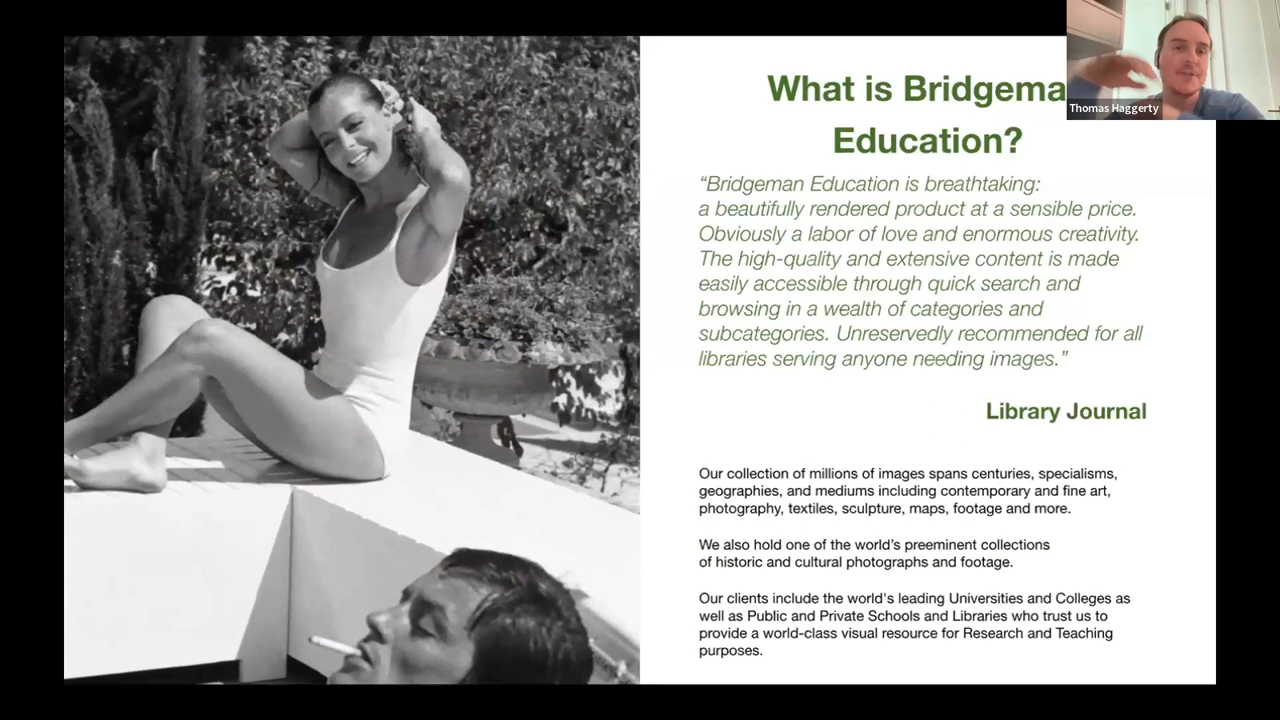 What is Bridgema
Education?
“Bridgeman Education is breathtaking:
a beautifully rendered product at a sensible price.
Obviously a labor of love and enormous creativity.
The high-quality and extensive content is made
easily accessible through quick search and
browsing in a wealth of categories and
subcategories. Unreservedly recommended for all
libraries serving anyone needing images.”
Library Journal
Our collection of millions of images spans centuries, specialisms,
geographies, and mediums including contemporary and fine art,
photography, textiles, sculpture, maps, footage and more.
We also hold one of the world’s preeminent collections
of historic and cultural photographs and footage.
Our clients include the world's leading Universities and Colleges as
well as Public and Private Schools and Libraries who trust us to
provide a world-class visual resource for Research and Teaching
purposes.
Thomas Haggerty